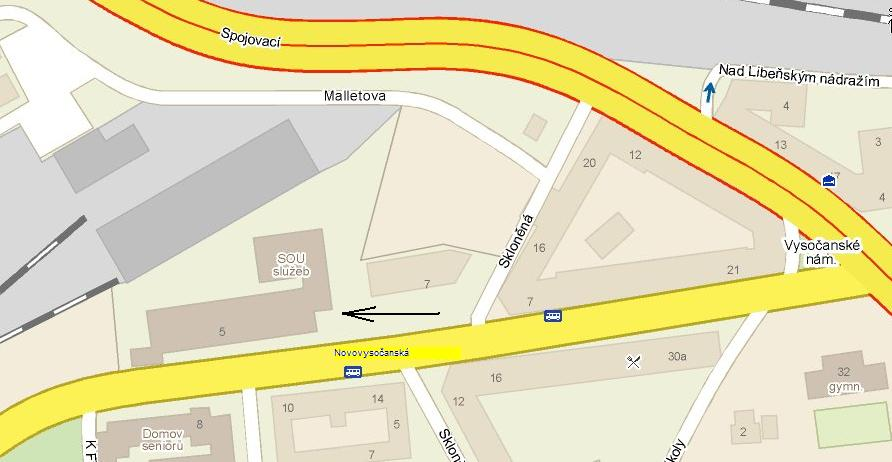 Spojovací
Nad Libeňským nádražím
Malletova
4
13
3
20
12
4
Skloněná
Vysočanské
nám.
SOU
služeb
16
7
21
7
5
Novovysočanská
30a
16
32
gymn.
10
14
12
8
Domov
seniorů
5
7
2